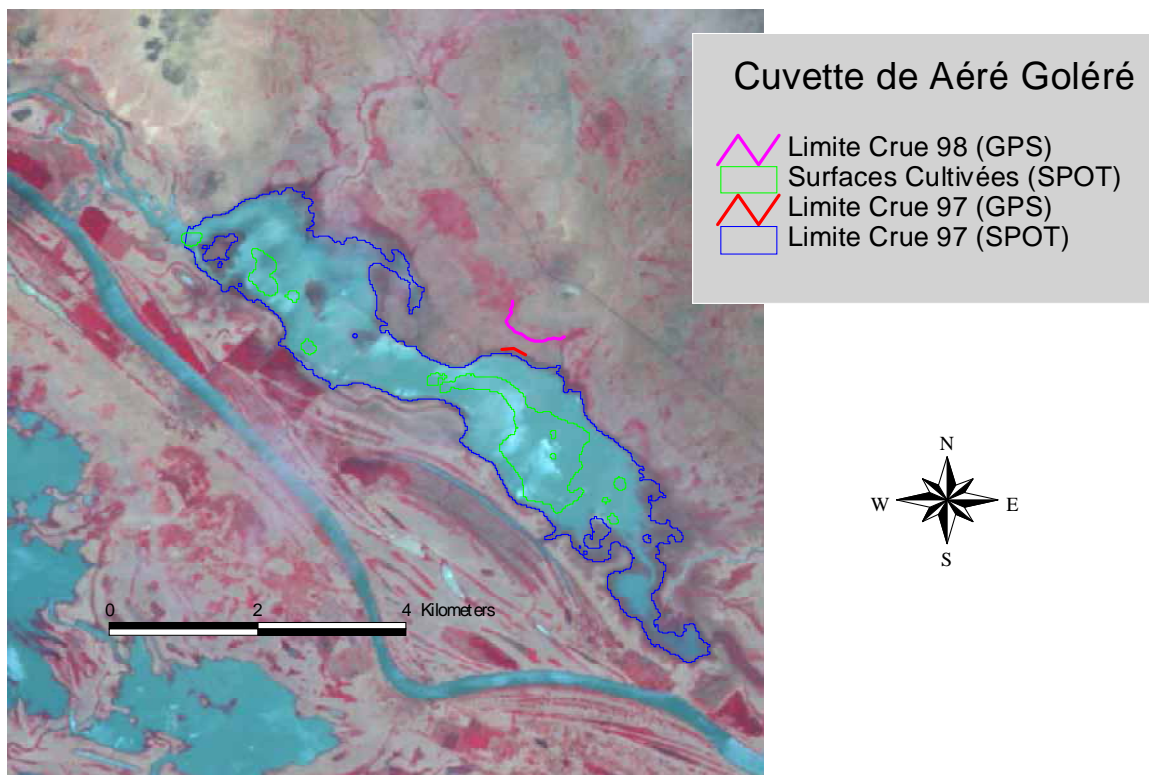 Cuvette de Aéré Goléré
Limite Crue 98 (GPS)
Surfaces Cultivées (SPOT)
Limite Crue 97 (GPS)
Limite Crue 97 (SPOT)
N
W E
S
0 2 4 Kilometers